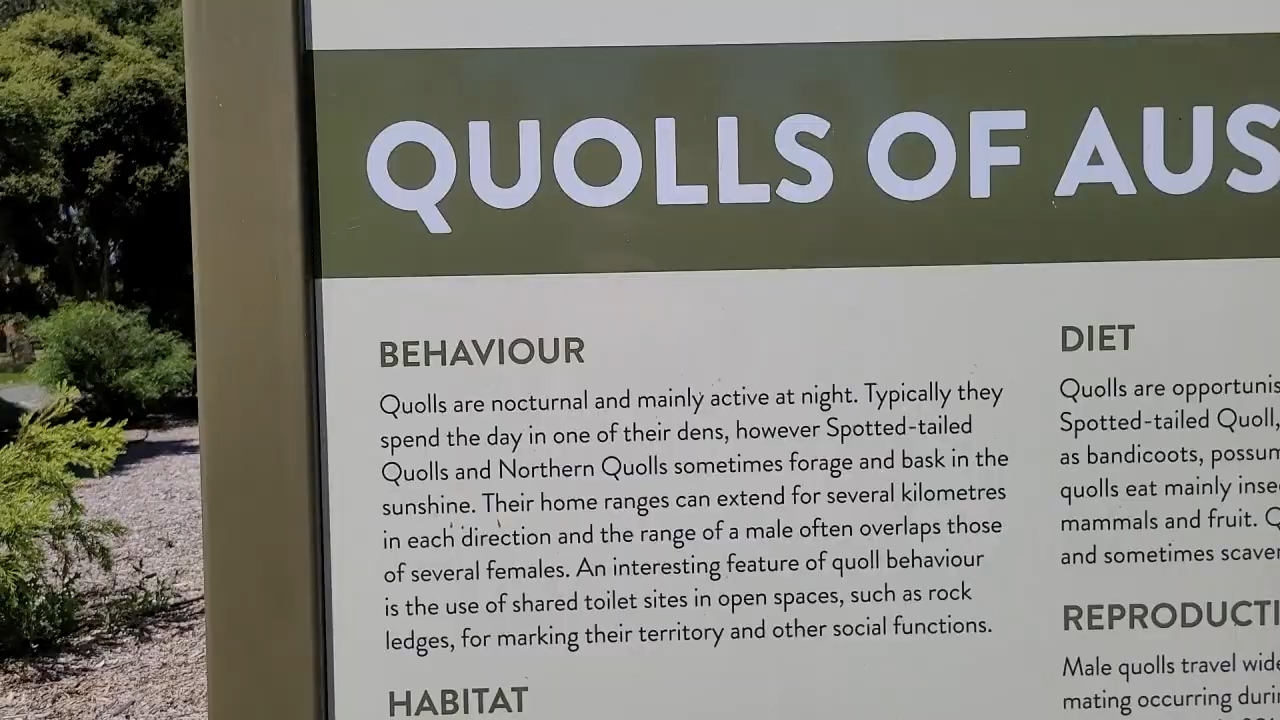 QUOLLS OF AUS
BEHAVIOUR
Quolls are nocturnal and mainly active at night. Typically they
spend the day in one of their dens, however Spotted-tailed
Quolls and Northern Quolls sometimes forage and bask in the
sunshine. Their home ranges can extend for several kilometres
in each direction and the range of a male often overlaps those
of several females. An interesting feature of quoll behaviour
is the use of shared toilet sites in open spaces, such as rock
ledges, for marking their territory and other social functions.
HABITAT
DIET
Quolls are opportunis
Spotted-tailed Quoll,
as bandicoots, possum
quolls eat mainly inse
mammals and fruit. Q
and sometimes scaven
REPRODUCTI
Male quolls travel wide
mating occurring durin